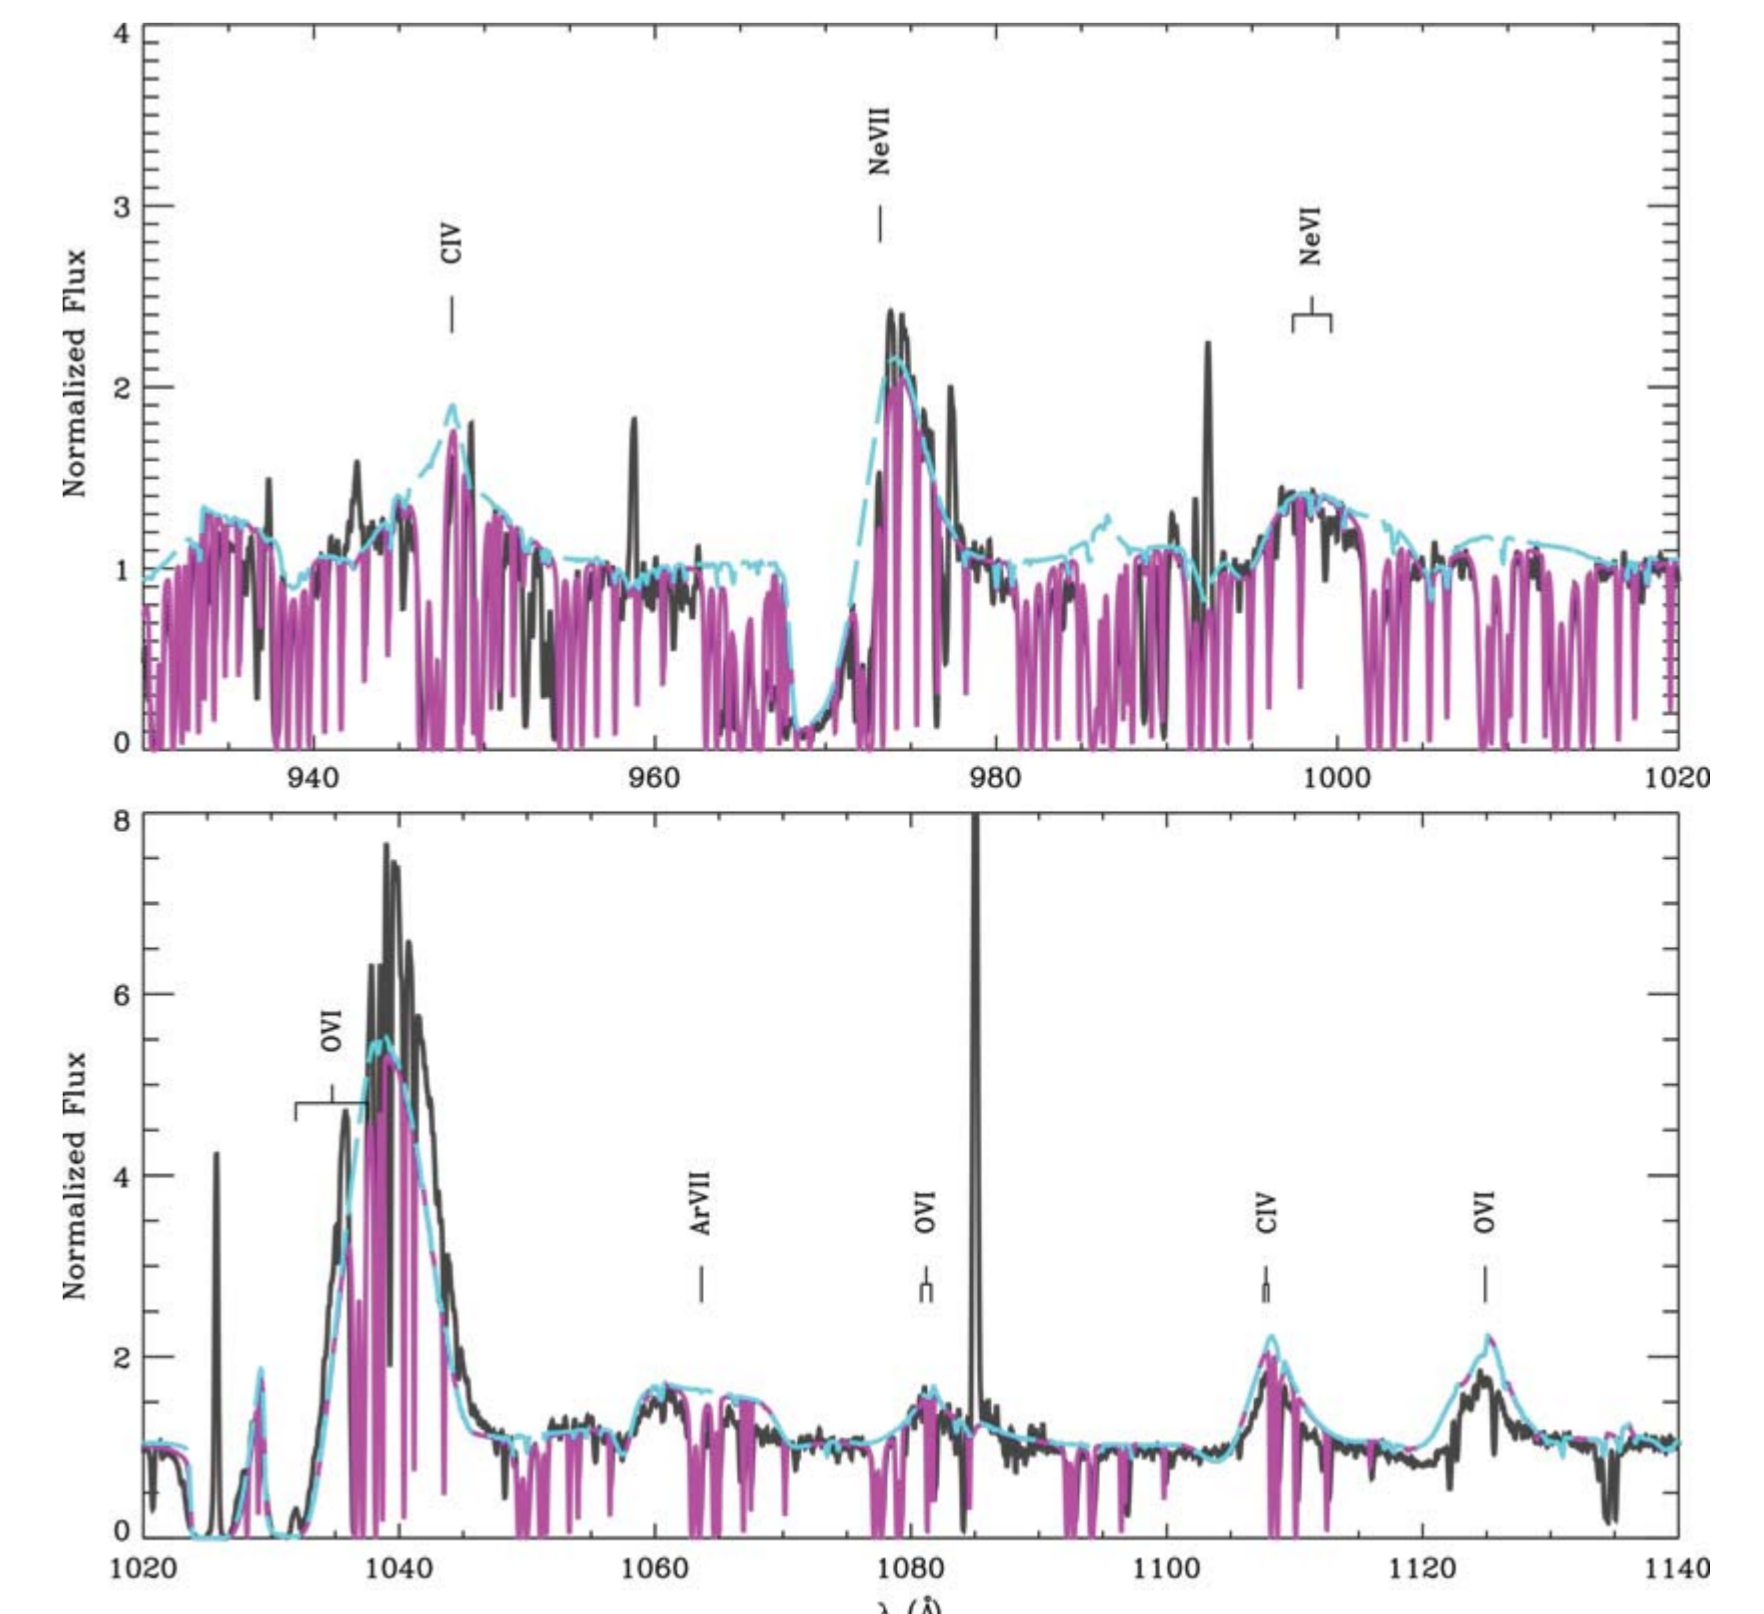 4
3
2
1
0
Normalized Flux
CIV
NeVII
NeVI
940 960 980 1000 1020
8
6
4
2
0
Normalized Flux
OVI
ArVII
OVI
CIV
OVI
1020 1040 1060 1080 1100 1120 1140
λ (Å)